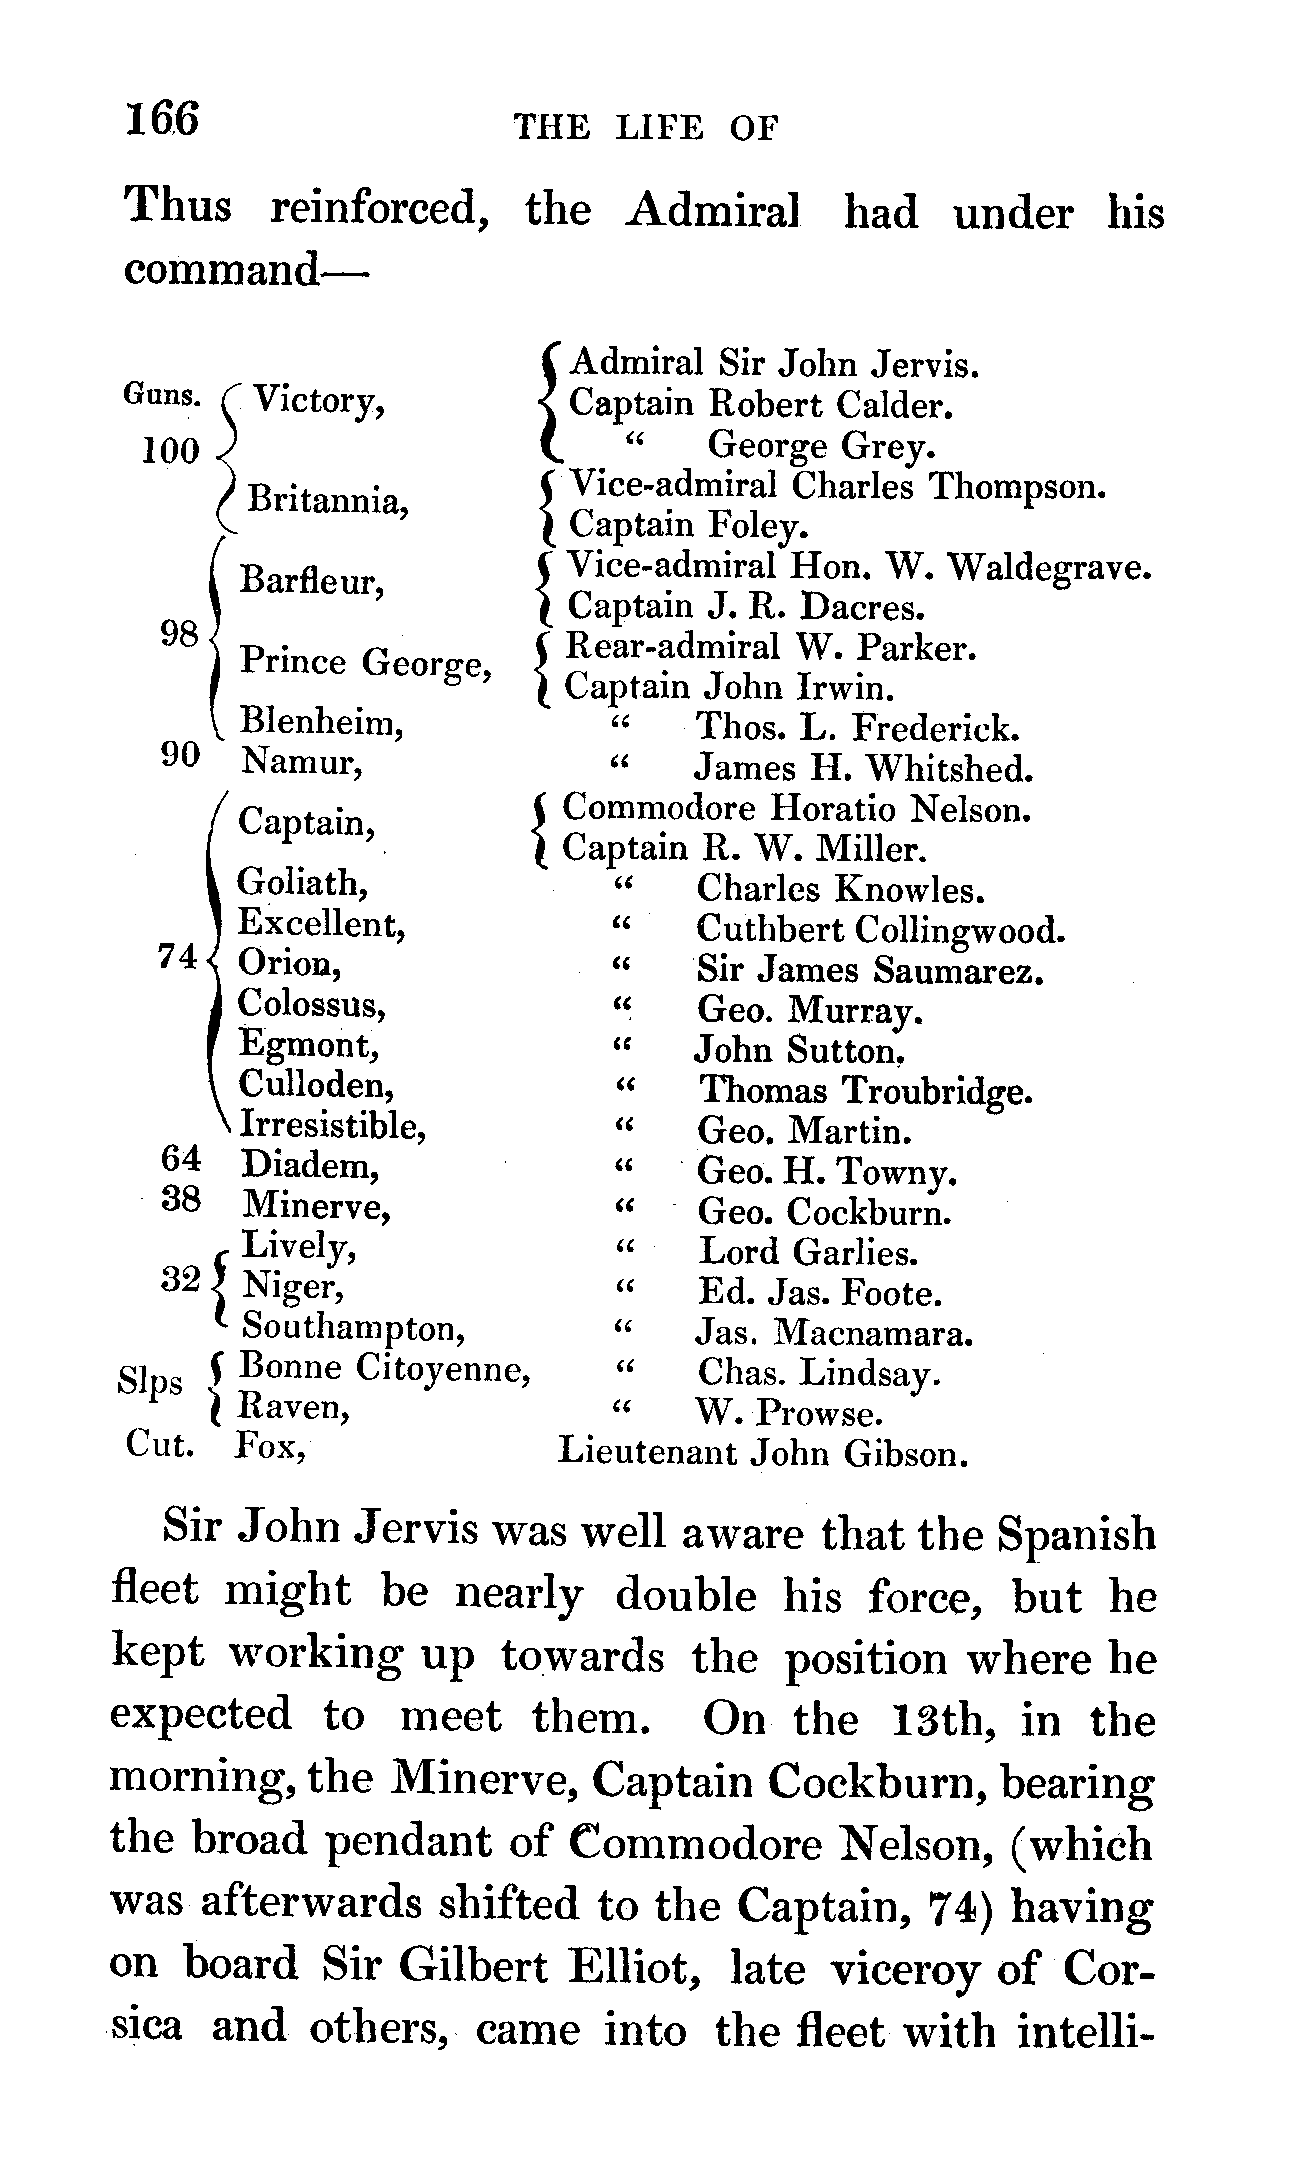 166 THE LIFE OF
Thus reinforced, the Admiral had under his
command—
Admiral Sir John Jervis.
Guns. Victory, Captain Robert Calder.
100 “ George Grey.
Britannia, Vice-admiral Charles Thompson.
Captain Foley.
Barfleur, Vice-admiral Hon. W. Waldegrave.
Captain J. R. Dacres.
98 Prince George, Rear-admiral W. Parker.
Captain John Irwin.
Blenheim, “ Thos. L. Frederick.
90 Namur, “ James H. Whitshed.
Captain, Commodore Horatio Nelson.
Captain R. W. Miller.
Goliath, “ Charles Knowles.
Excellent, “ Cuthbert Collingwood.
74 Orion, “ Sir James Saumarez.
Colossus, “ Geo. Murray.
Egmont, “ John Sutton.
Culloden, “ Thomas Troubridge.
Irresistible, “ Geo. Martin.
64 Diadem, “ Geo. H. Towny.
38 Minerve, “ Geo. Cockburn.
Lively, “ Lord Garlies.
32 Niger, “ Ed. Jas. Foote.
Southampton, “ Jas. Macnamara.
Slps Bonne Citoyenne, “ Chas. Lindsay.
Raven, “ W. Prowse.
Cut. Fox, Lieutenant John Gibson.
Sir John Jervis was well aware that the Spanish
fleet might be nearly double his force, but he
kept working up towards the position where he
expected to meet them. On the 13th, in the
morning, the Minerve, Captain Cockburn, bearing
the broad pendant of Commodore Nelson, (which
was afterwards shifted to the Captain, 74) having
on board Sir Gilbert Elliot, late viceroy of Cor-
sica and others, came into the fleet with intelli-